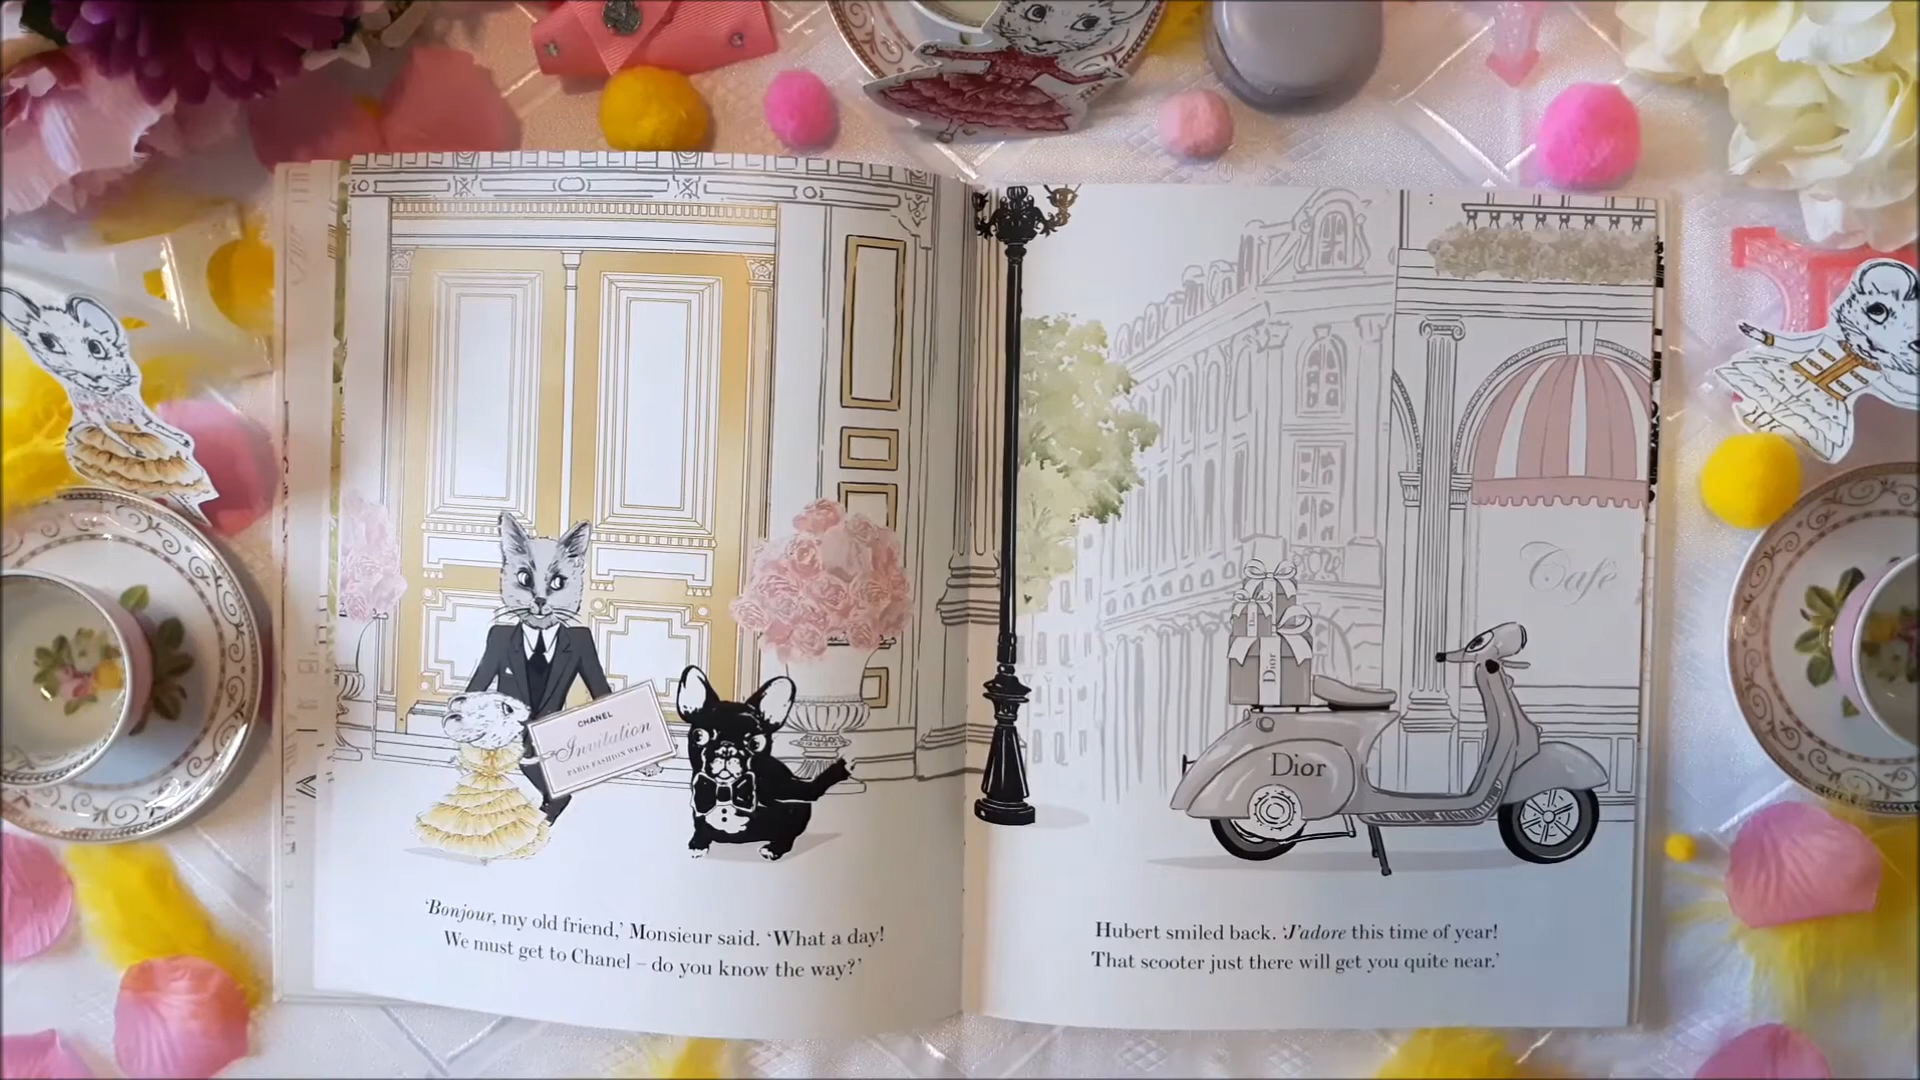 CHANEL
Invitation
PARIS FASHION WEEK
‘Bonjour, my old friend,’ Monsieur said. ‘What a day!
We must get to Chanel – do you know the way?’
Café
Dior
Dior
Hubert smiled back. ‘J’adore this time of year!
That scooter just there will get you quite near.’